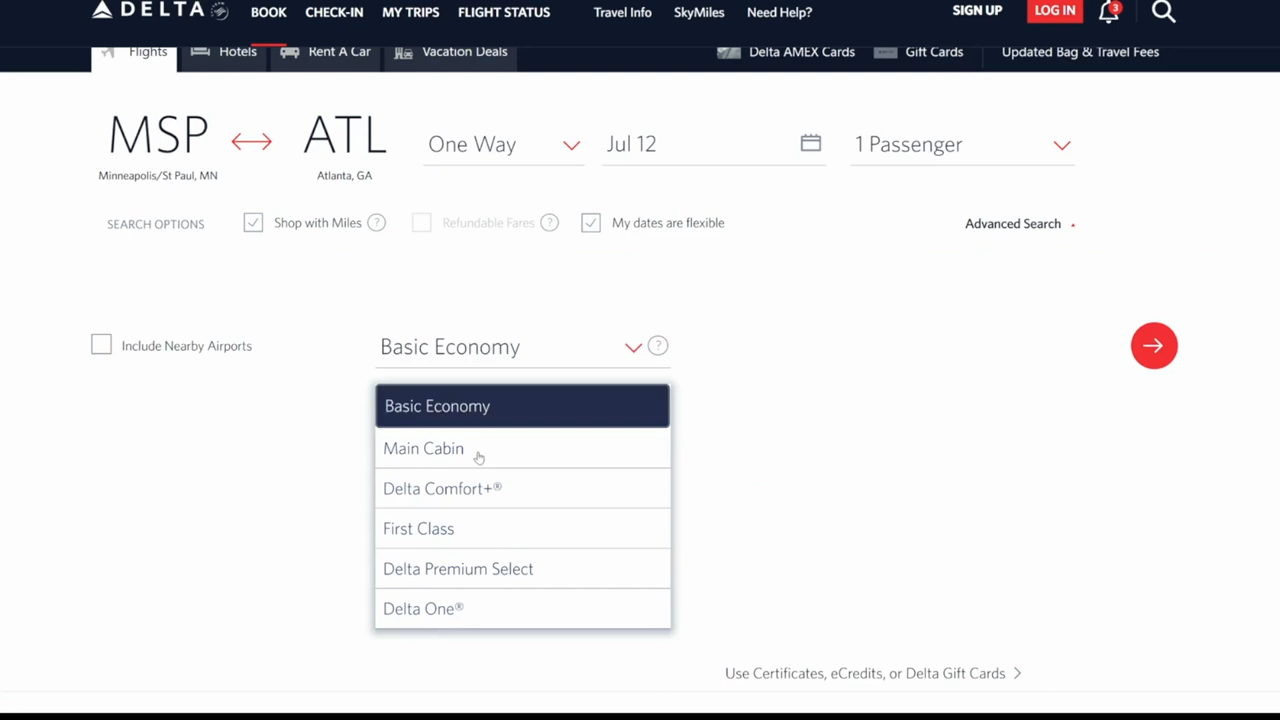 DELTA BOOK CHECK-IN MY TRIPS FLIGHT STATUS Travel Info SkyMiles Need Help? SIGN UP LOG IN 3
Flights Hotels Rent A Car Vacation Deals Delta AMEX Cards Gift Cards Updated Bag & Travel Fees
MSP ATL One Way Jul 12 1 Passenger
Minneapolis/St Paul, MN Atlanta, GA
SEARCH OPTIONS Shop with Miles ? Refundable Fares ? My dates are flexible Advanced Search
Include Nearby Airports Basic Economy ?
Basic Economy
Main Cabin
Delta Comfort+®
First Class
Delta Premium Select
Delta One®
Use Certificates, eCredits, or Delta Gift Cards